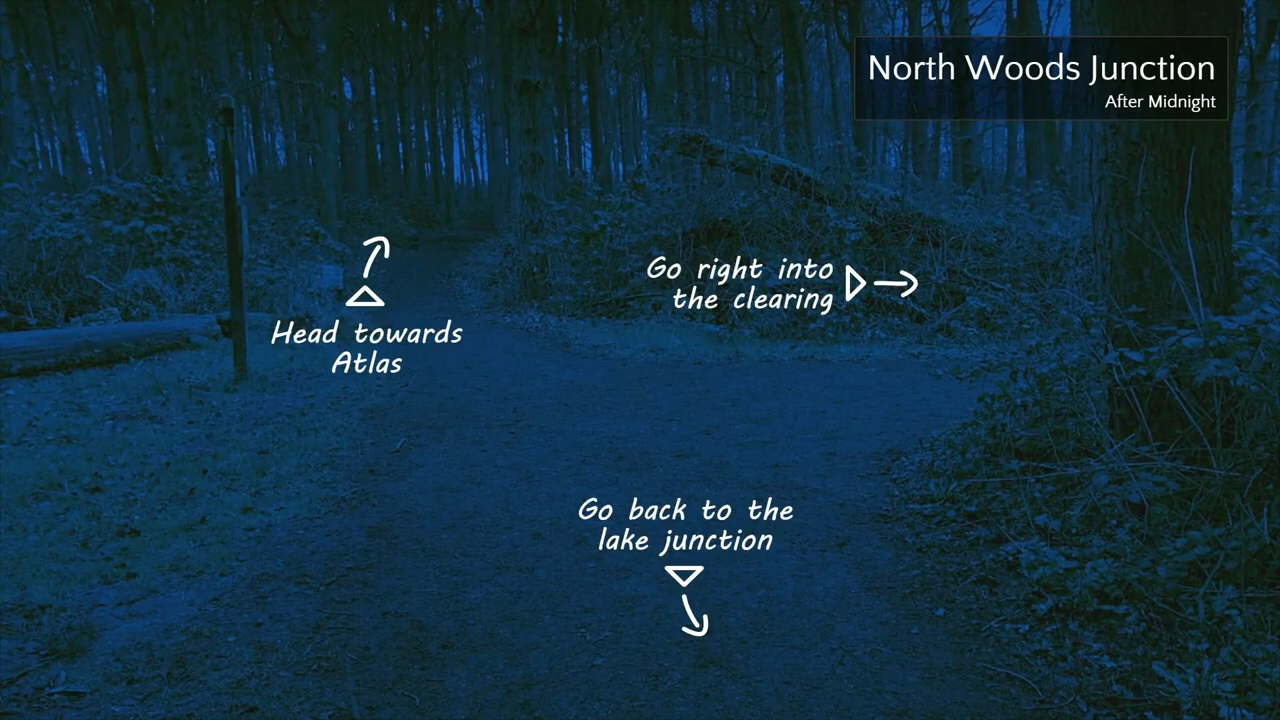 North Woods Junction
After Midnight
Go right into
the clearing
Head towards
Atlas
Go back to the
lake junction